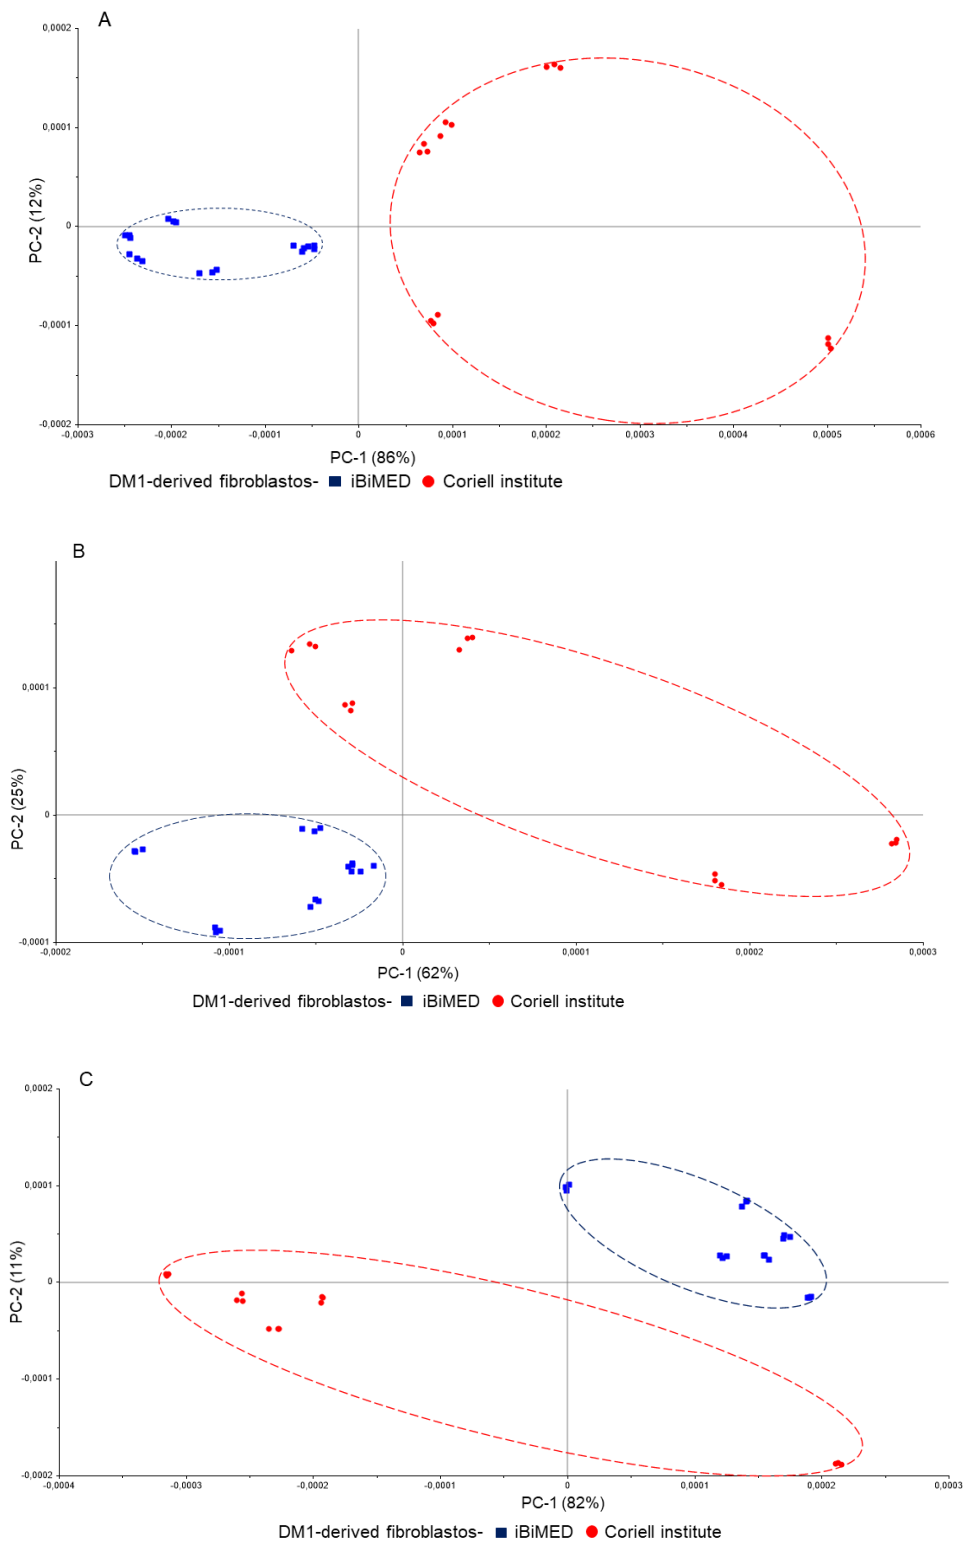 A
0,0002
0,0001
0
-0,0001
-0,0002
PC-2 (12%)
-0,0003 -0,0002 -0,0001 0 0,0001 0,0002 0,0003 0,0004 0,0005 0,0006
PC-1 (86%)
DM1-derived fibroblastos- iBiMED Coriell institute
B
0,0001
0
-0,0001
PC-2 (25%)
-0,0002 -0,0001 0 0,0001 0,0002 0,0003
PC-1 (62%)
DM1-derived fibroblastos- iBiMED Coriell institute
C
0,0002
0,0001
0
-0,0001
-0,0002
PC-2 (11%)
-0,0004 -0,0003 -0,0002 -0,0001 0 0,0001 0,0002 0,0003
PC-1 (82%)
DM1-derived fibroblastos- iBiMED Coriell institute